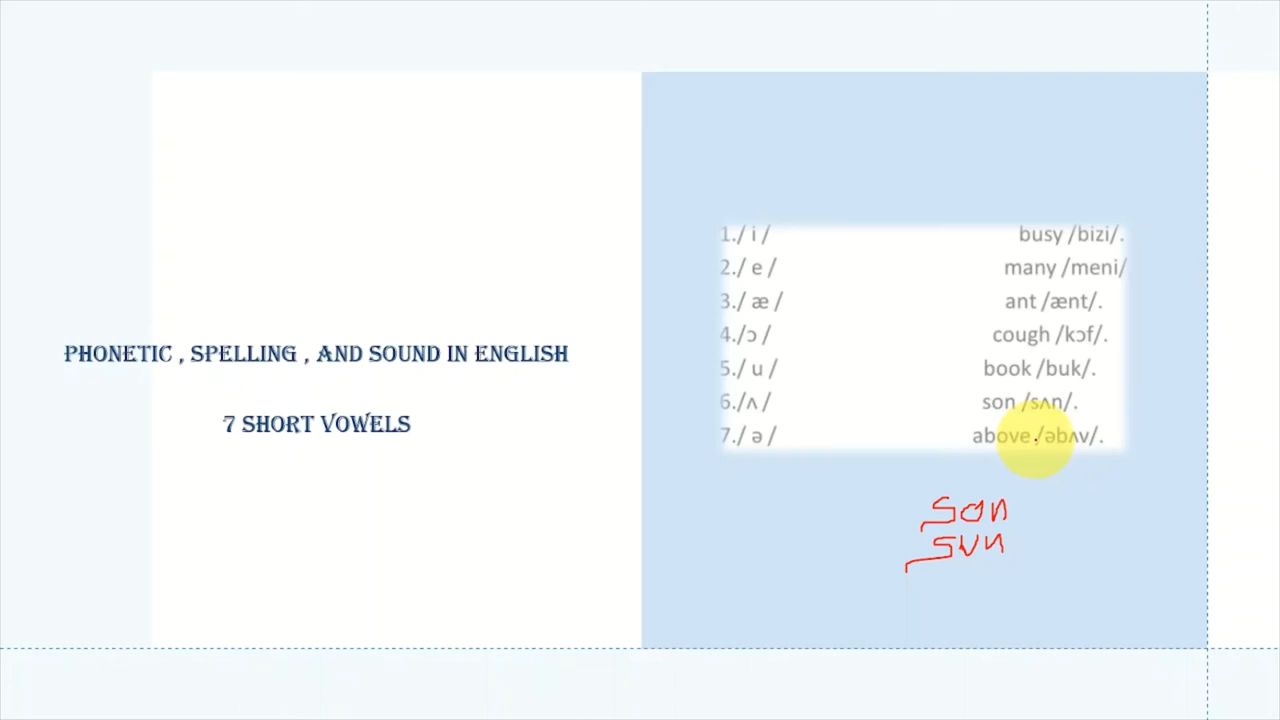 PHONETIC , SPELLING , AND SOUND IN ENGLISH
7 SHORT VOWELS
1./ i / busy /bizi/.
2./ e / many /meni/
3./ æ / ant /ænt/.
4./ɔ / cough /kɔf/.
5./ u / book /buk/.
6./ʌ / son /sʌn/.
7./ ə / above /əbʌv/.
son
sun